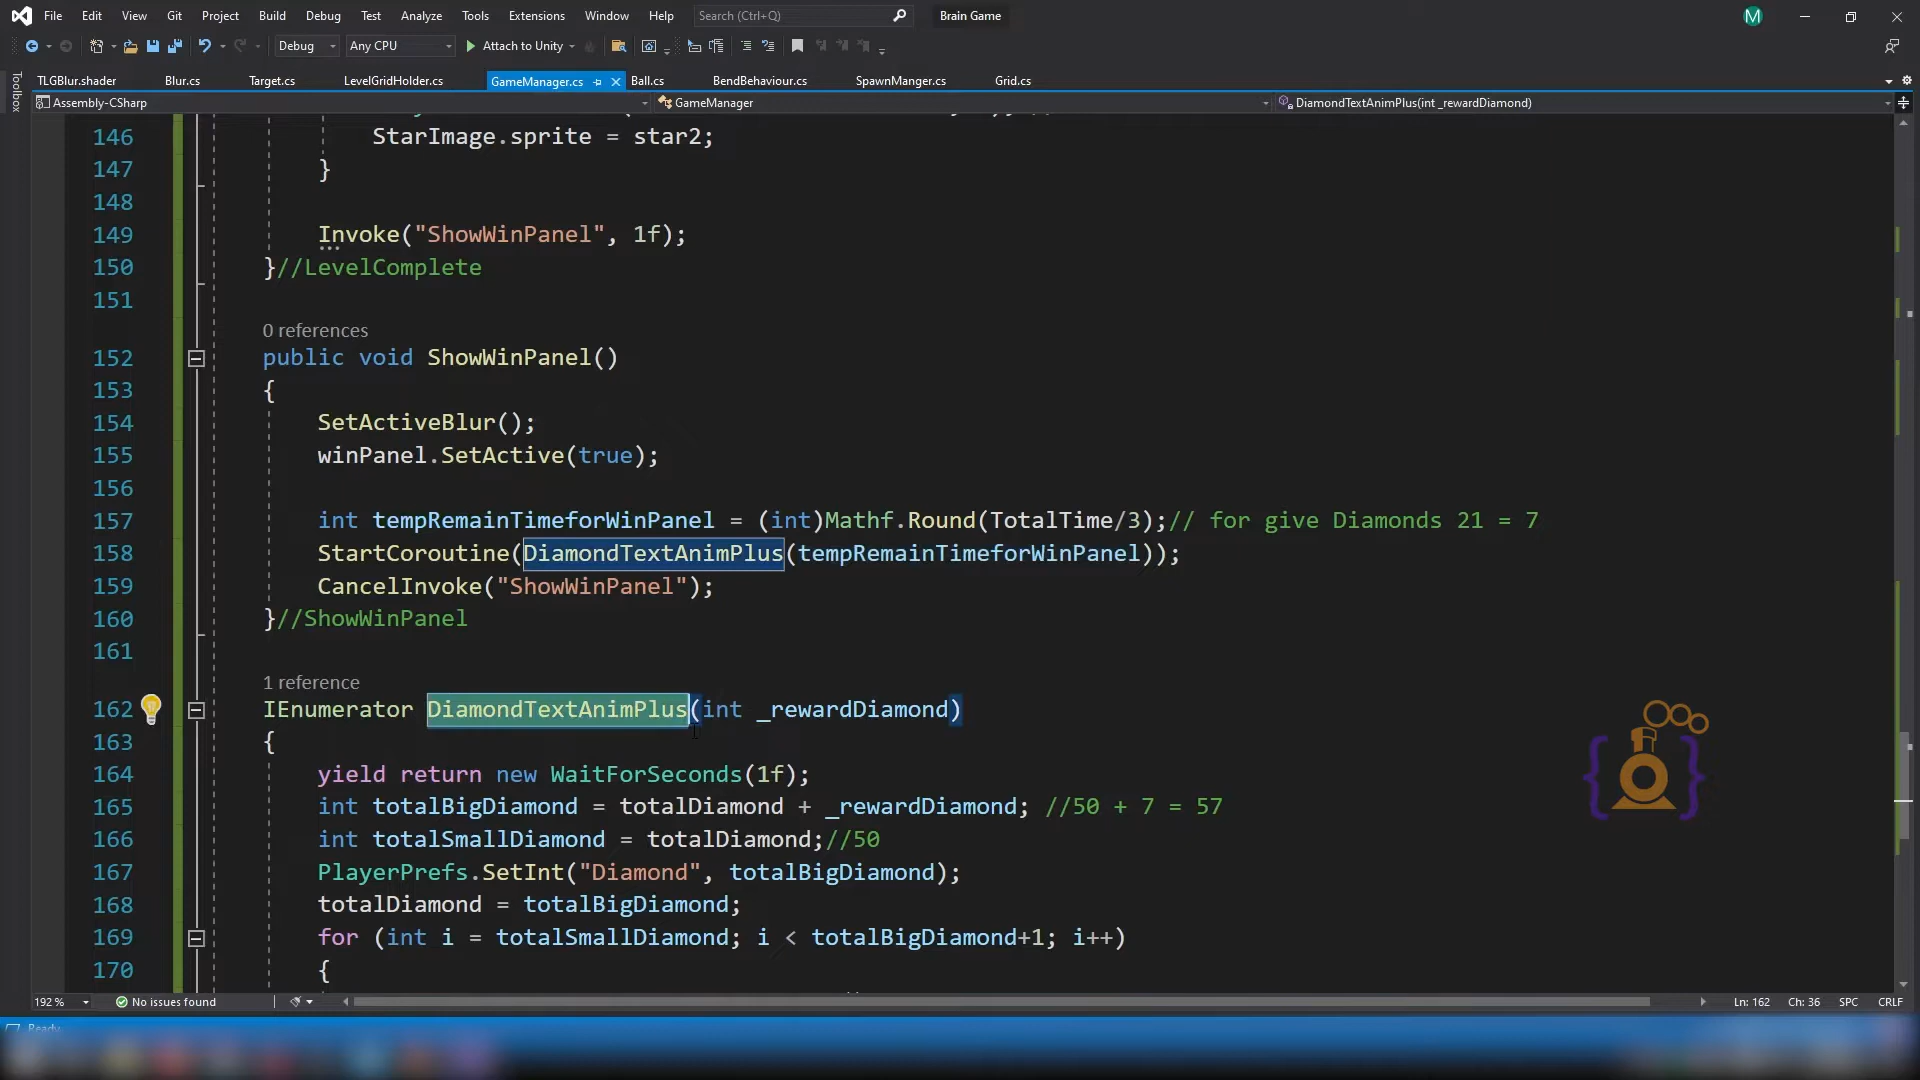 File Edit View Git Project Build Debug Test Analyze Tools Extensions Window Help Search (Ctrl+Q) Brain Game M
Debug Any CPU Attach to Unity
TLGBlur.shader Blur.cs Target.cs LevelGridHolder.cs GameManager.cs Ball.cs BendBehaviour.cs SpawnManger.cs Grid.cs
Toolbox
Assembly-CSharp GameManager DiamondTextAnimPlus(int _rewardDiamond)
146 StarImage.sprite = star2;
147 }
148
149 Invoke("ShowWinPanel", 1f);
150 }//LevelComplete
151
0 references
152 public void ShowWinPanel()
153 {
154 SetActiveBlur();
155 winPanel.SetActive(true);
156
157 int tempRemainTimeforWinPanel = (int)Mathf.Round(TotalTime/3);// for give Diamonds 21 = 7
158 StartCoroutine(DiamondTextAnimPlus(tempRemainTimeforWinPanel));
159 CancelInvoke("ShowWinPanel");
160 }//ShowWinPanel
161
1 reference
162 IEnumerator DiamondTextAnimPlus(int _rewardDiamond)
163 {
164 yield return new WaitForSeconds(1f);
165 int totalBigDiamond = totalDiamond + _rewardDiamond; //50 + 7 = 57
166 int totalSmallDiamond = totalDiamond;//50
167 PlayerPrefs.SetInt("Diamond", totalBigDiamond);
168 totalDiamond = totalBigDiamond;
169 for (int i = totalSmallDiamond; i < totalBigDiamond+1; i++)
170 {
192 % No issues found Ln: 162 Ch: 36 SPC CRLF
Ready